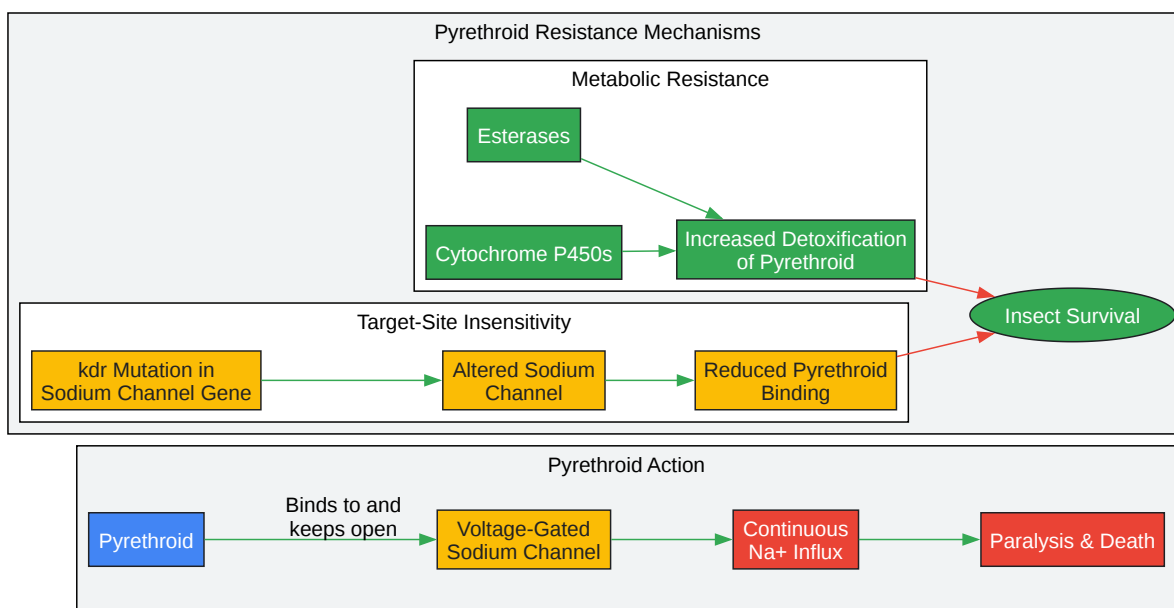 Pyrethroid Resistance Mechanisms
Metabolic Resistance
Esterases
Cytochrome P450s
Increased Detoxification
of Pyrethroid
Insect Survival
Target-Site Insensitivity
kdr Mutation in
Sodium Channel Gene
Altered Sodium
Channel
Reduced Pyrethroid
Binding
Pyrethroid Action
Pyrethroid
Binds to and
keeps open
Voltage-Gated
Sodium Channel
Continuous
Na+ Influx
Paralysis & Death